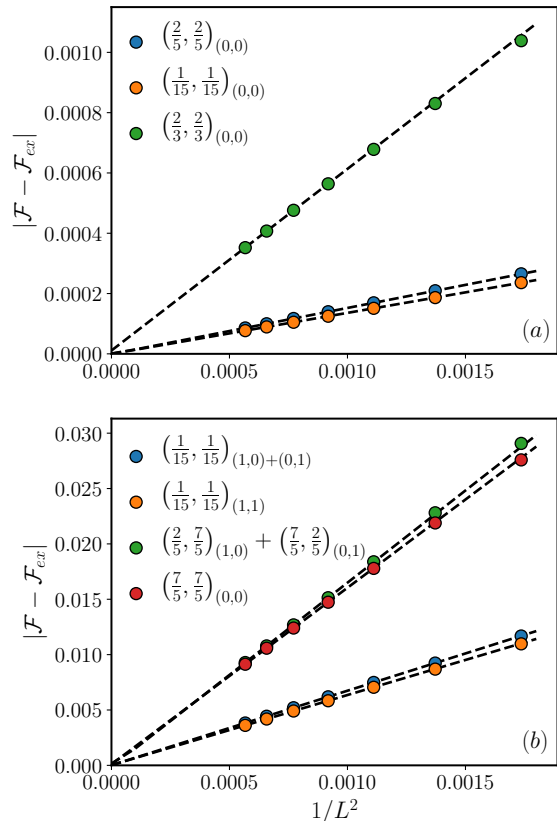 |F − F_ex|
0.0010
0.0008
0.0006
0.0004
0.0002
0.0000
(2/5, 2/5)_(0,0)
(1/15, 1/15)_(0,0)
(2/3, 2/3)_(0,0)
(a)
0.0000 0.0005 0.0010 0.0015
|F − F_ex|
0.030
0.025
0.020
0.015
0.010
0.005
0.000
(1/15, 1/15)_(1,0)+(0,1)
(1/15, 1/15)_(1,1)
(2/5, 7/5)_(1,0) + (7/5, 2/5)_(0,1)
(7/5, 7/5)_(0,0)
(b)
0.0000 0.0005 0.0010 0.0015
1/L²